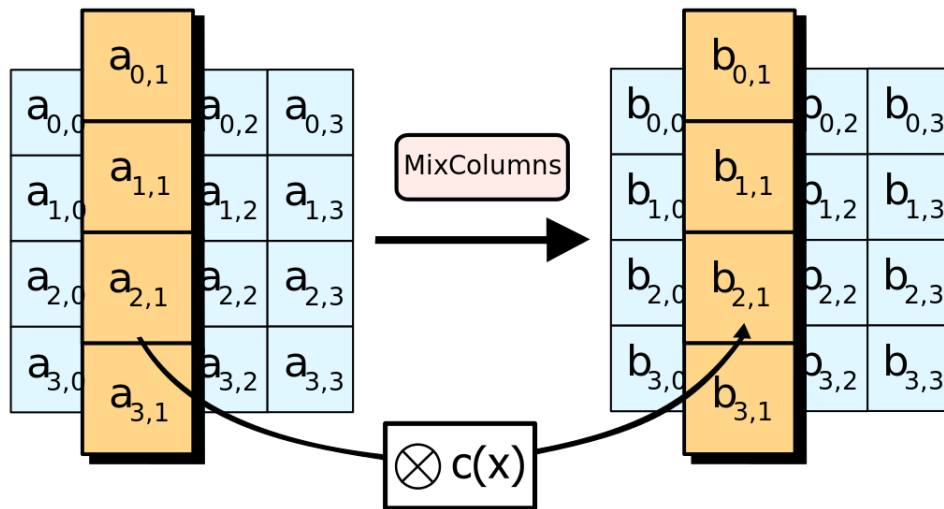 a0,0 a0,1 a0,2 a0,3
a1,0 a1,1 a1,2 a1,3
a2,0 a2,1 a2,2 a2,3
a3,0 a3,1 a3,2 a3,3
MixColumns
b0,0 b0,1 b0,2 b0,3
b1,0 b1,1 b1,2 b1,3
b2,0 b2,1 b2,2 b2,3
b3,0 b3,1 b3,2 b3,3
⊗ c(x)